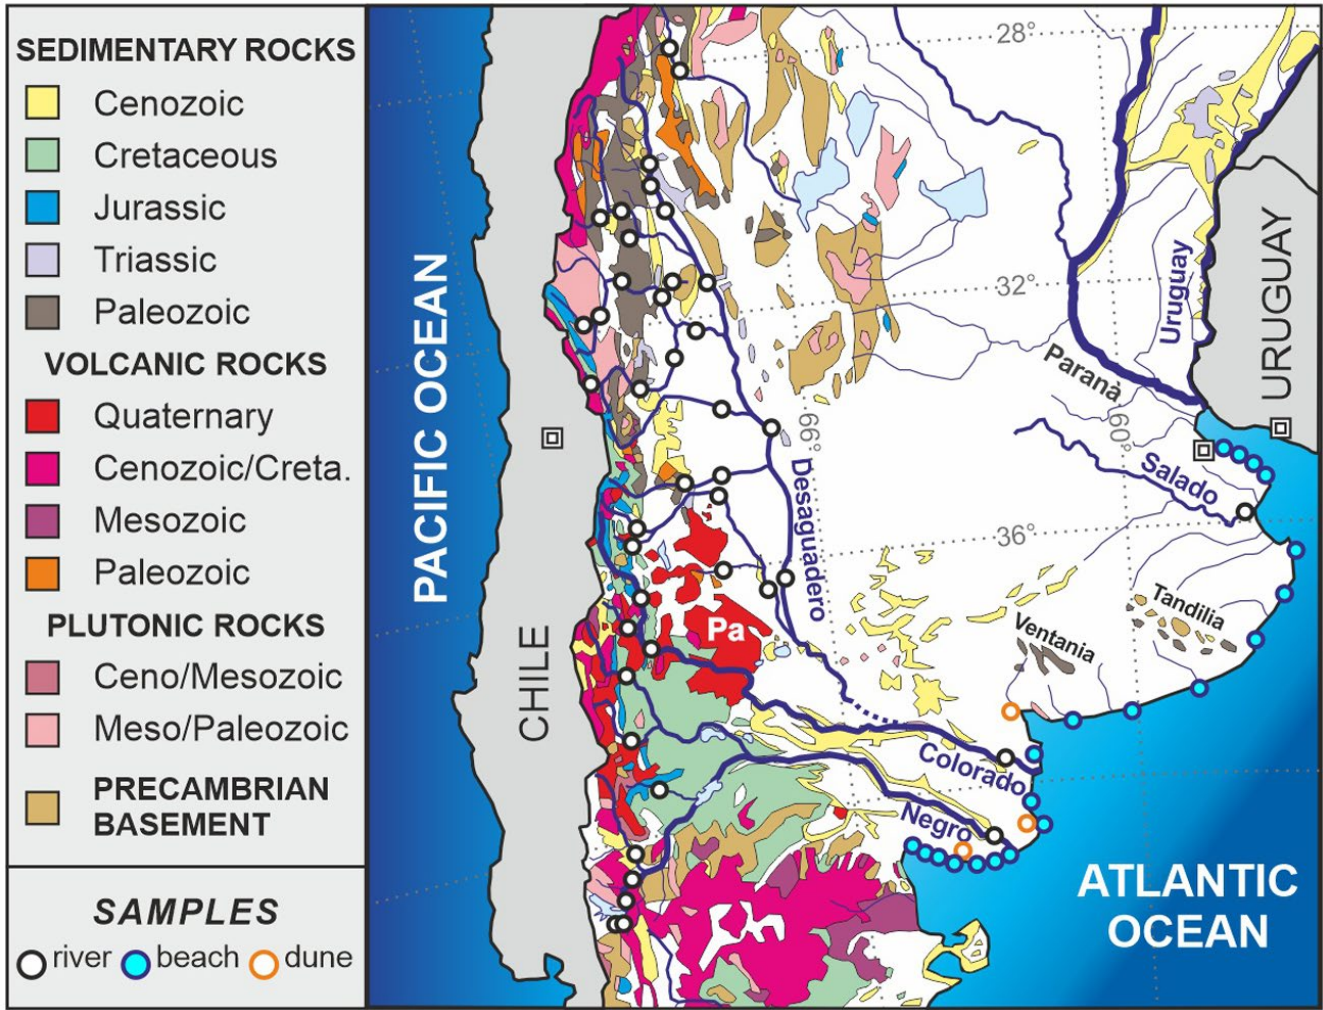 SEDIMENTARY ROCKS
Cenozoic
Cretaceous
Jurassic
Triassic
Paleozoic
VOLCANIC ROCKS
Quaternary
Cenozoic/Creta.
Mesozoic
Paleozoic
PLUTONIC ROCKS
Ceno/Mesozoic
Meso/Paleozoic
PRECAMBRIAN
BASEMENT
SAMPLES
river beach dune
PACIFIC OCEAN
CHILE
28°
32°
36°
66°
60°
Uruguay
URUGUAY
Paranà
Salado
Desaguadero
Tandilia
Ventania
Pa
Colorado
Negro
ATLANTIC
OCEAN